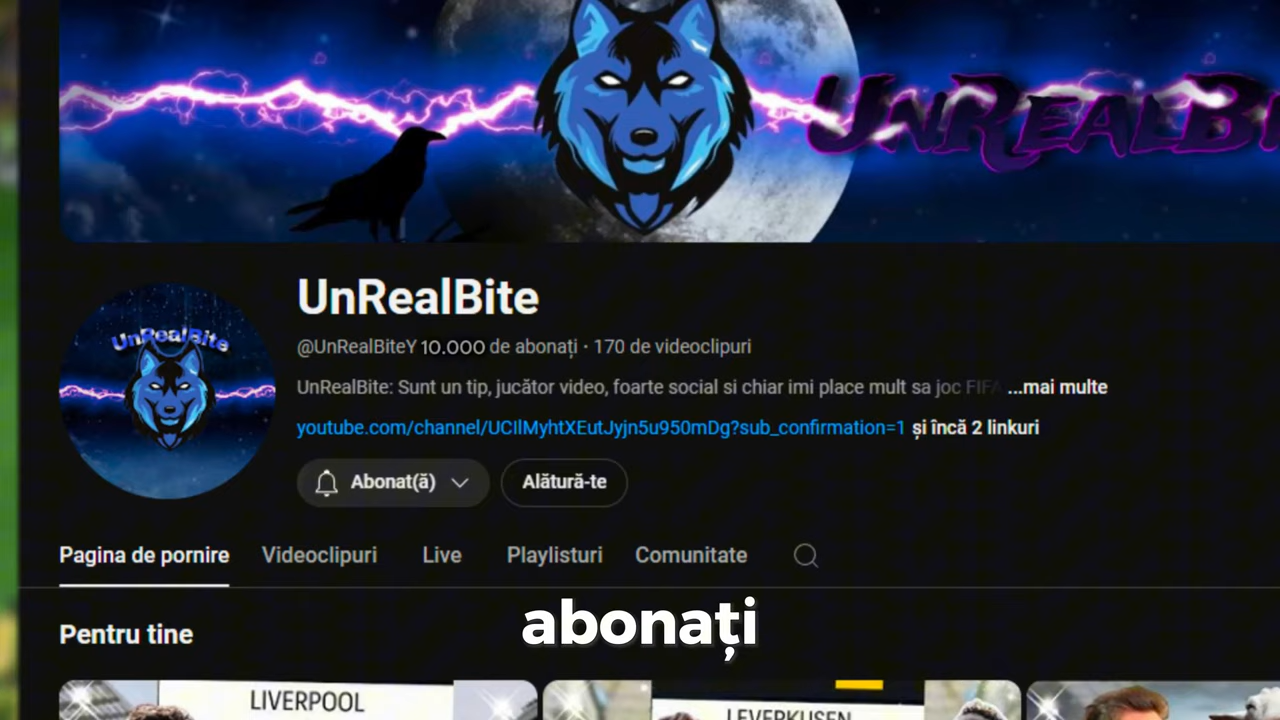 UnRealBi
UnRealBite
UnRealBite
@UnRealBiteY 10.000 de abonați · 170 de videoclipuri
UnRealBite: Sunt un tip, jucător video, foarte social si chiar imi place mult sa joc FIFA ...mai multe
youtube.com/channel/UCIlMyhtXEutJyjn5u950mDg?sub_confirmation=1 și încă 2 linkuri
Abonat(ă) Alătură-te
Pagina de pornire Videoclipuri Live Playlisturi Comunitate
abonați
Pentru tine
LIVERPOOL LEVERKUSEN